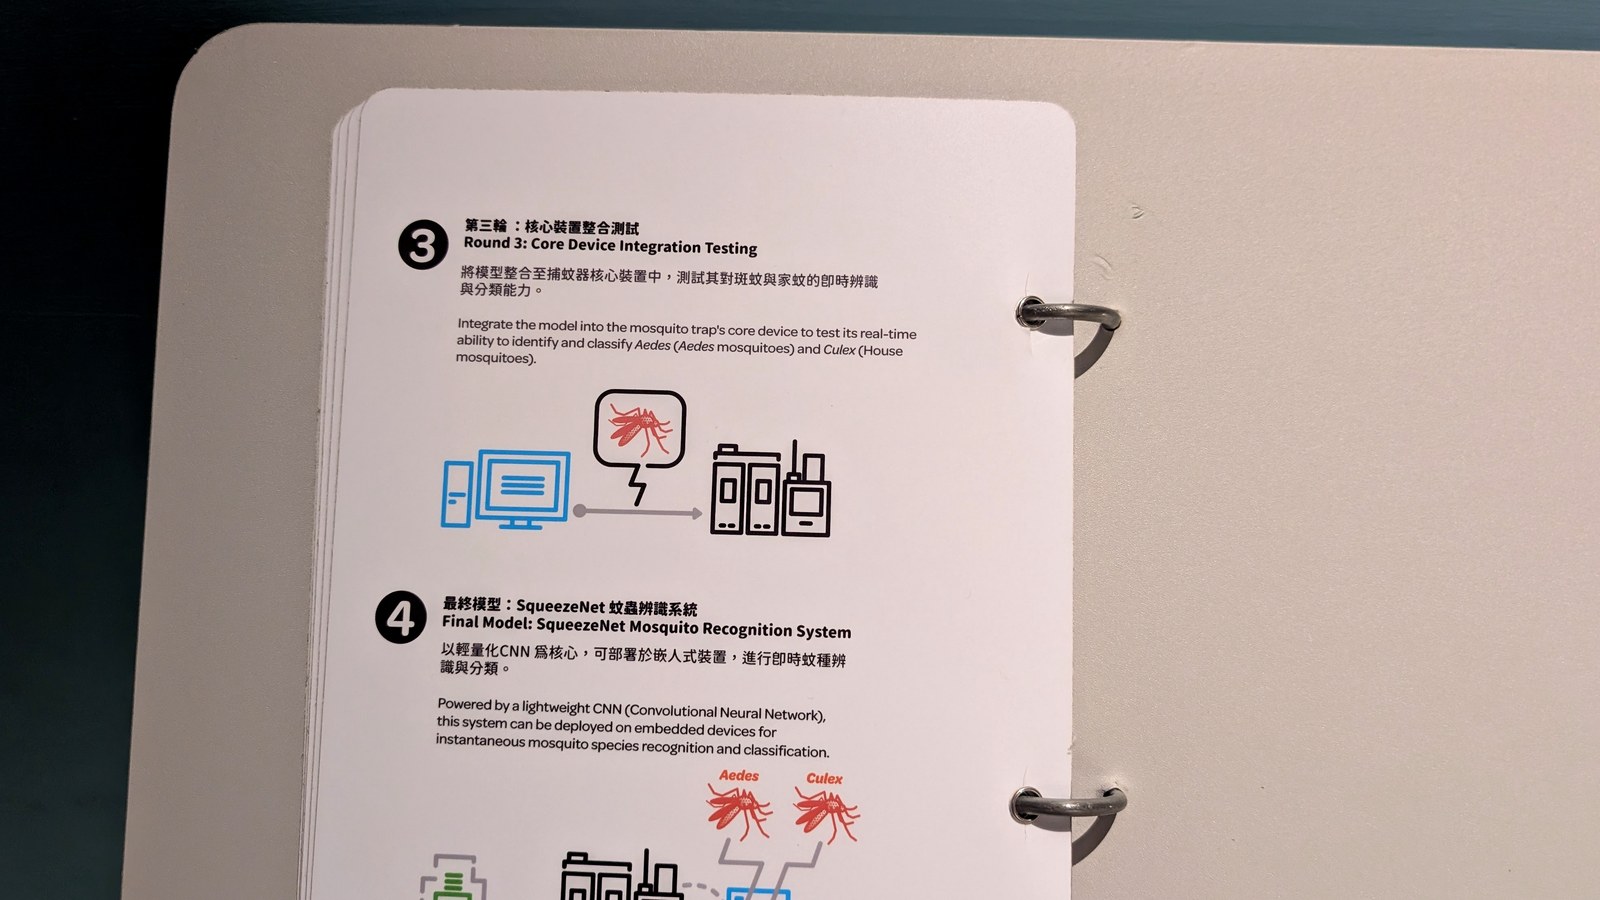 3
第三輪：核心裝置整合測試
Round 3: Core Device Integration Testing
將模型整合至捕蚊器核心裝置中，測試其對斑蚊與家蚊的即時辨識
與分類能力。
Integrate the model into the mosquito trap's core device to test its real-time
ability to identify and classify Aedes (Aedes mosquitoes) and Culex (House
mosquitoes).
4
最終模型：SqueezeNet 蚊蟲辨識系統
Final Model: SqueezeNet Mosquito Recognition System
以輕量化CNN 爲核心，可部署於嵌入式裝置，進行即時蚊種辨
識與分類。
Powered by a lightweight CNN (Convolutional Neural Network),
this system can be deployed on embedded devices for
instantaneous mosquito species recognition and classification.
Aedes Culex